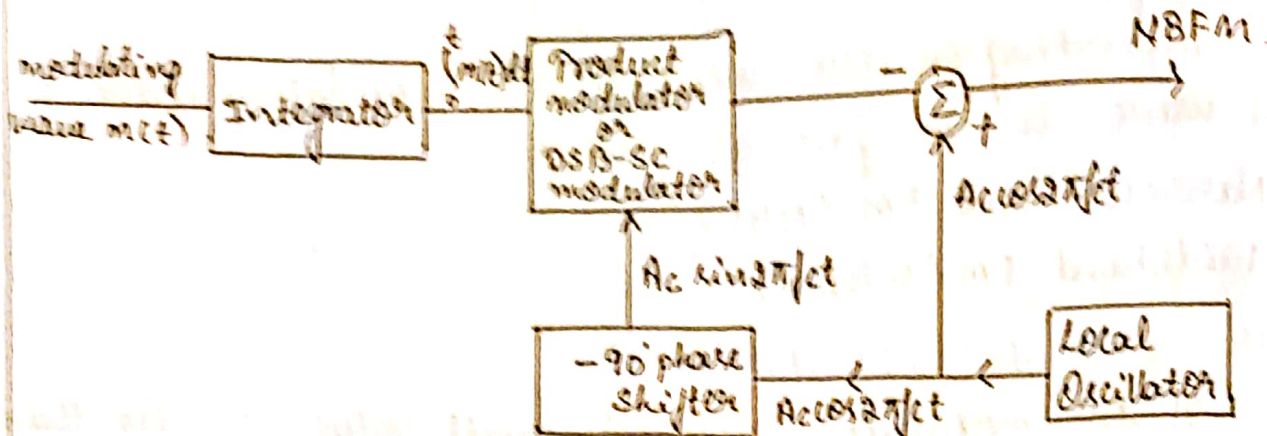 NBFM
modulating
wave m(t)
Integrator
t
∫m(t)dt
0
Product
modulator
or
DSB-SC
modulator
-
Σ
+
Ac cos2πfct
Ac sin2πfct
-90° phase
shifter
Ac cos2πfct
Local
Oscillator